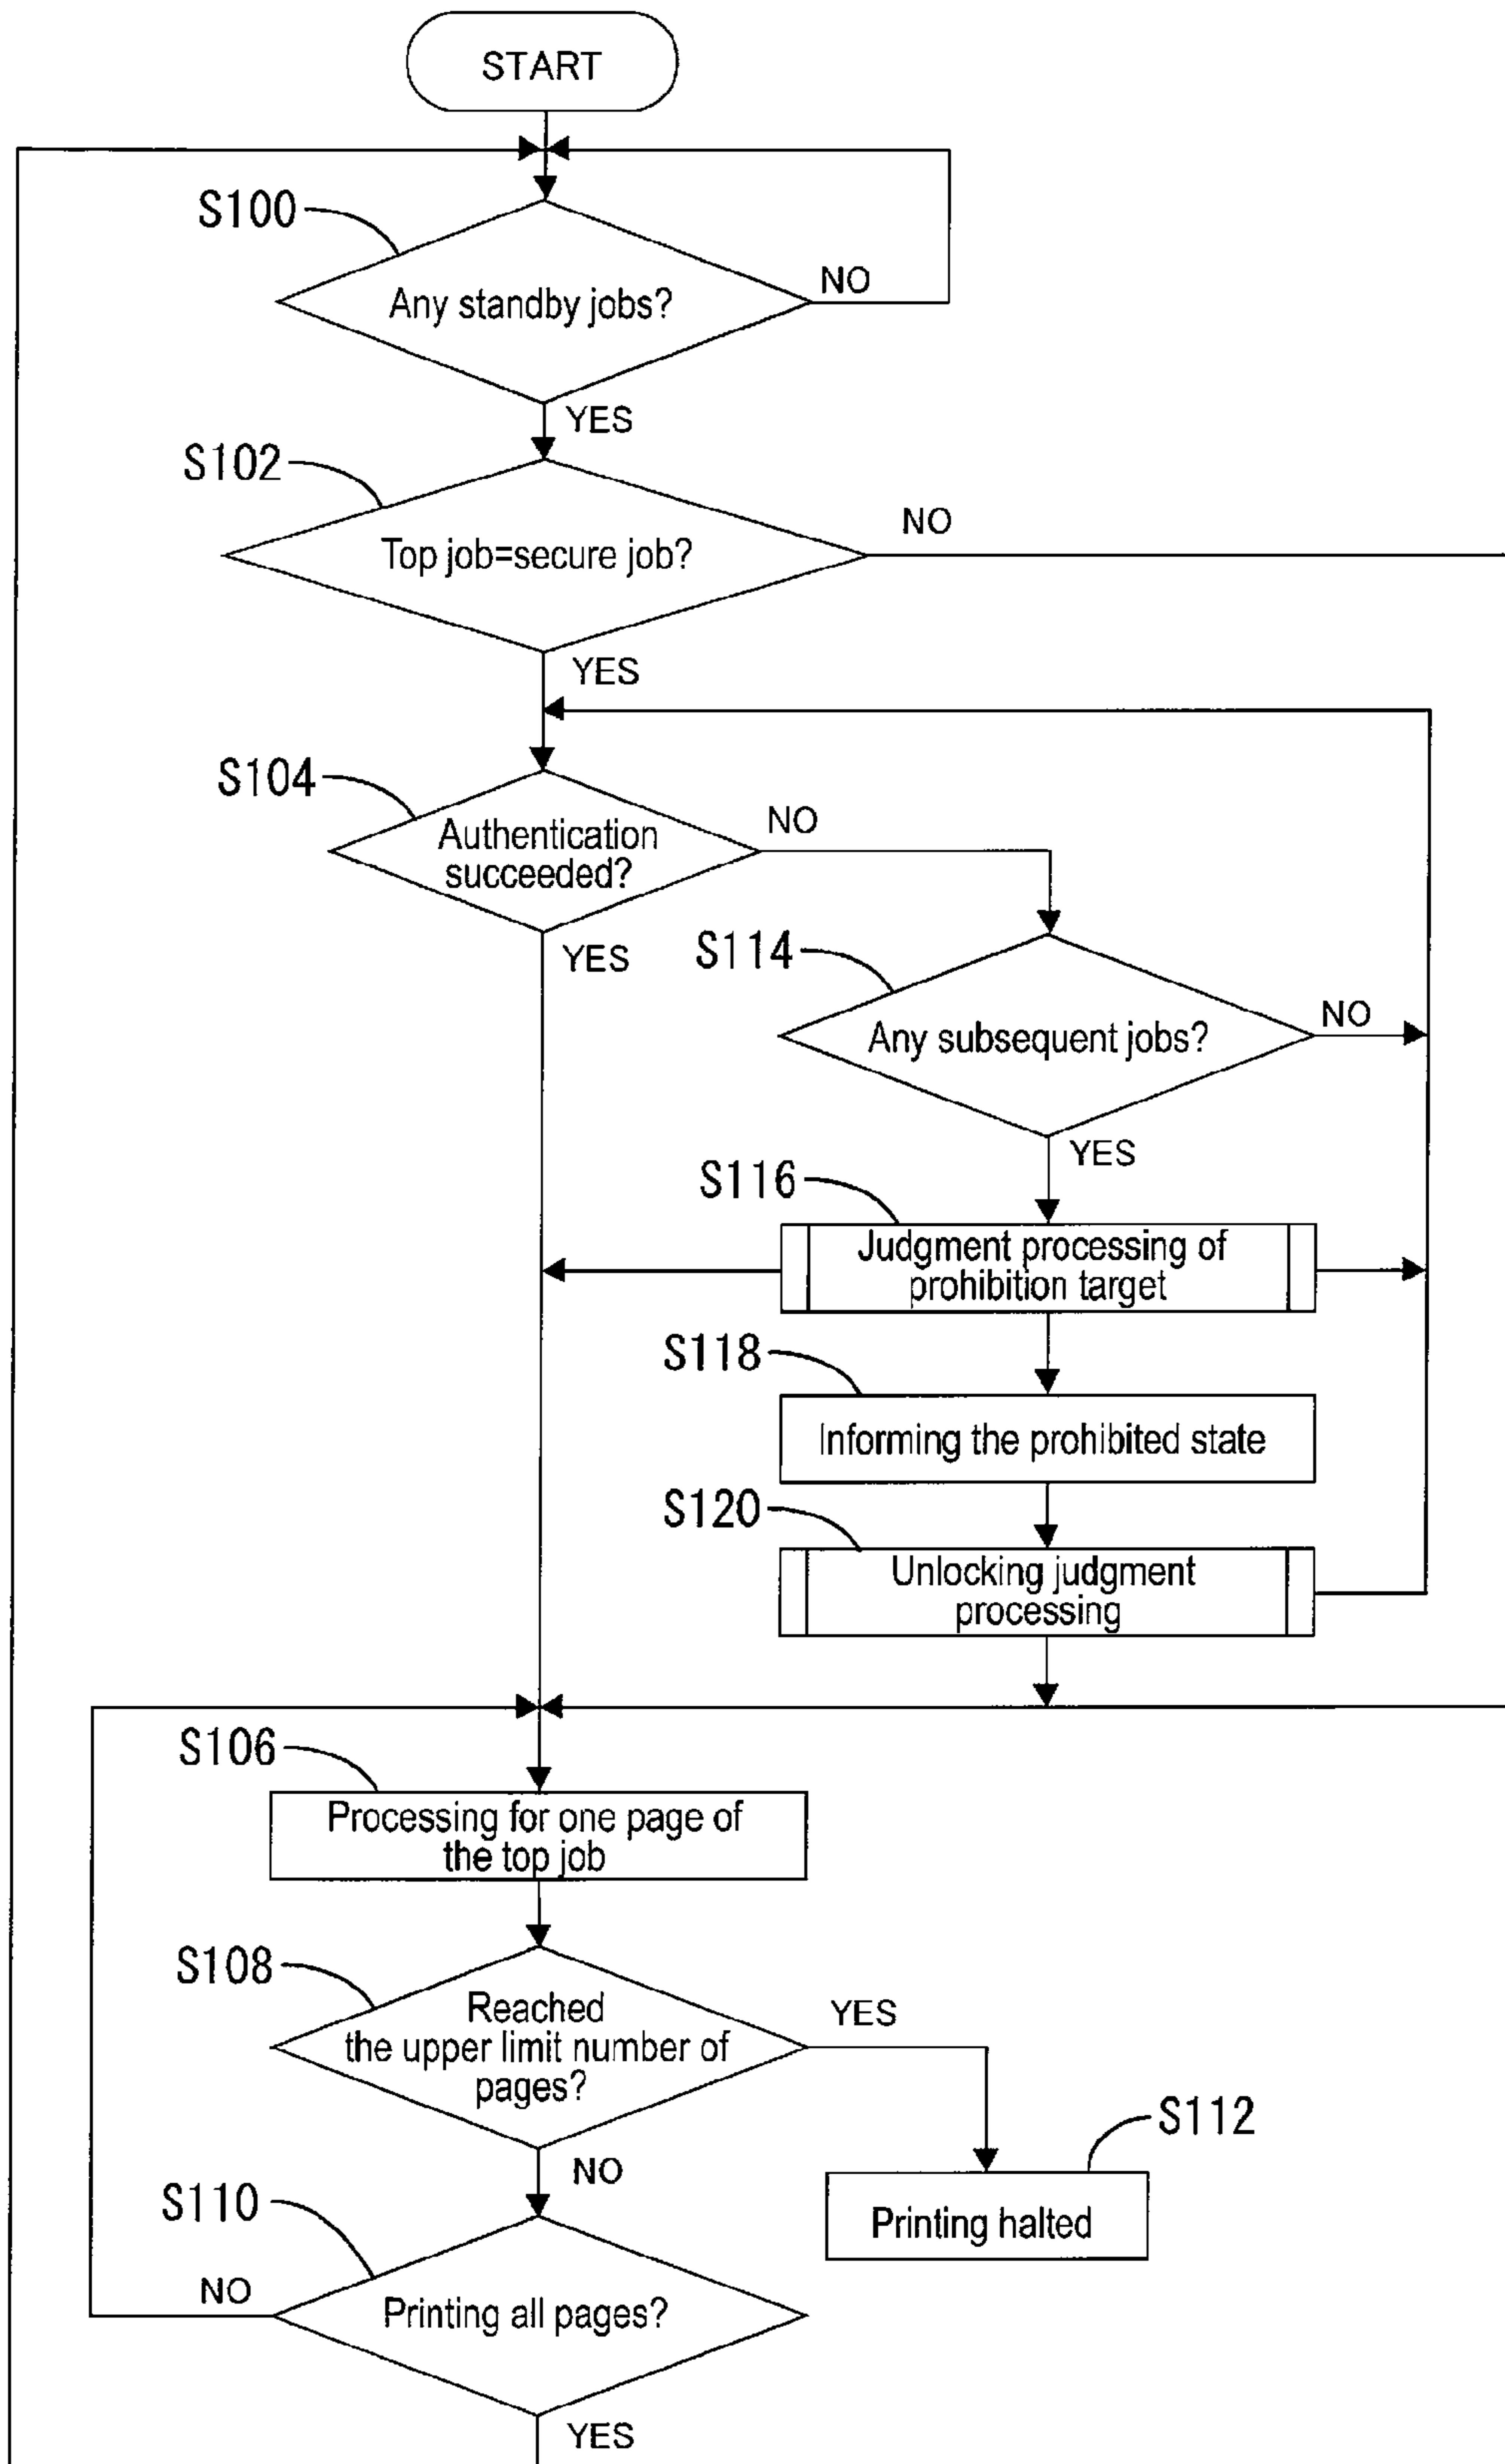 START
S100
Any standby jobs?
NO
YES
S102
Top job=secure job?
NO
YES
S104
Authentication
succeeded?
NO
YES
S114
Any subsequent jobs?
NO
YES
S116
Judgment processing of
prohibition target
S118
Informing the prohibited state
S120
Unlocking judgment
processing
S106
Processing for one page of
the top job
S108
Reached
the upper limit number of
pages?
YES
NO
S112
Printing halted
S110
Printing all pages?
NO
YES